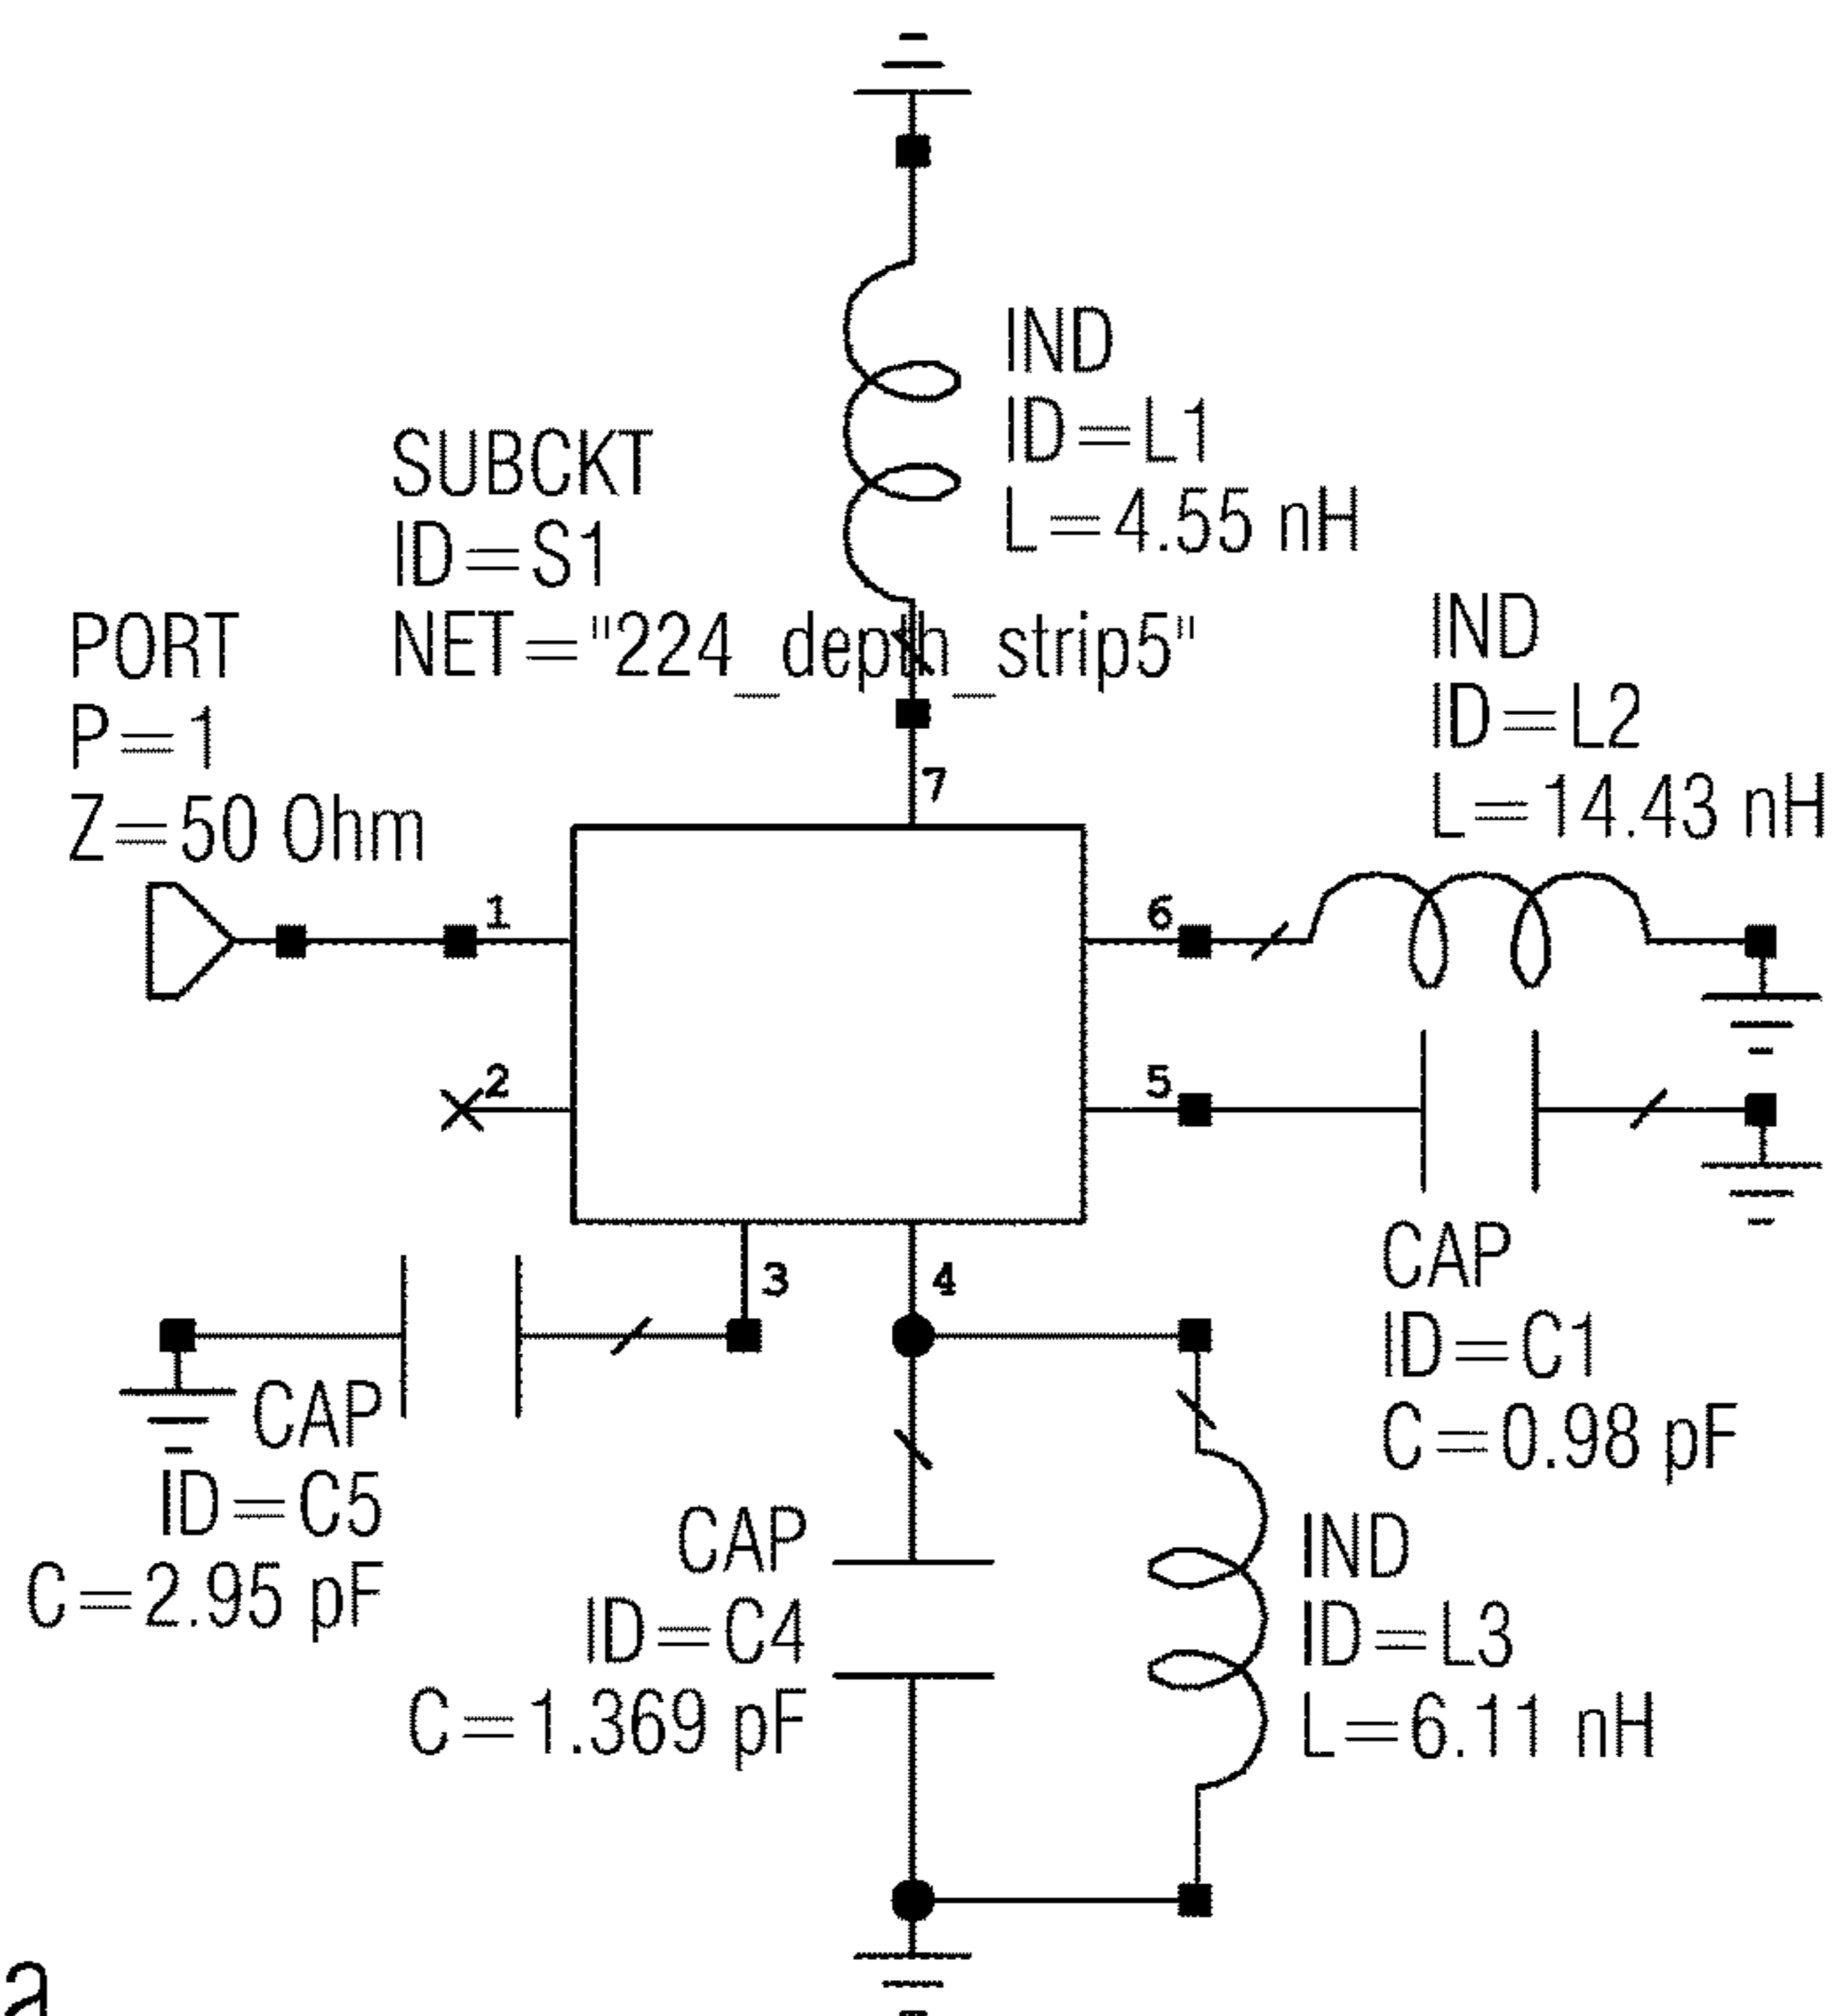 IND
ID=L1
L=4.55 nH
SUBCKT
ID=S1
NET="224_depth_strip5"
PORT
P=1
Z=50 Ohm
IND
ID=L2
L=14.43 nH
7
1
6
2
5
3
4
CAP
ID=C1
C=0.98 pF
CAP
ID=C5
C=2.95 pF
CAP
ID=C4
C=1.369 pF
IND
ID=L3
L=6.11 nH
a